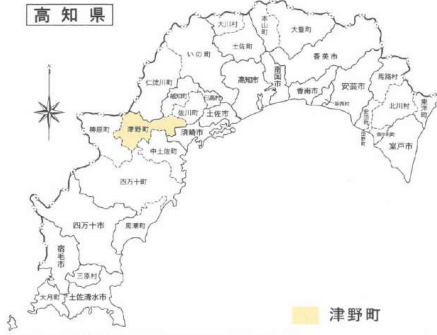 高知県
本山町
大川村
大豊町
土佐町
いの町
香美市
馬路村
仁淀川町
高知市
南国市
安芸市
香南市
越知町
日高村
北川村
東洋町
佐川町
土佐市
津野町
須崎市
梼原町
室戸市
中土佐町
四万十町
四万十市
黒潮町
宿毛市
三原村
大月町
土佐清水市
津野町